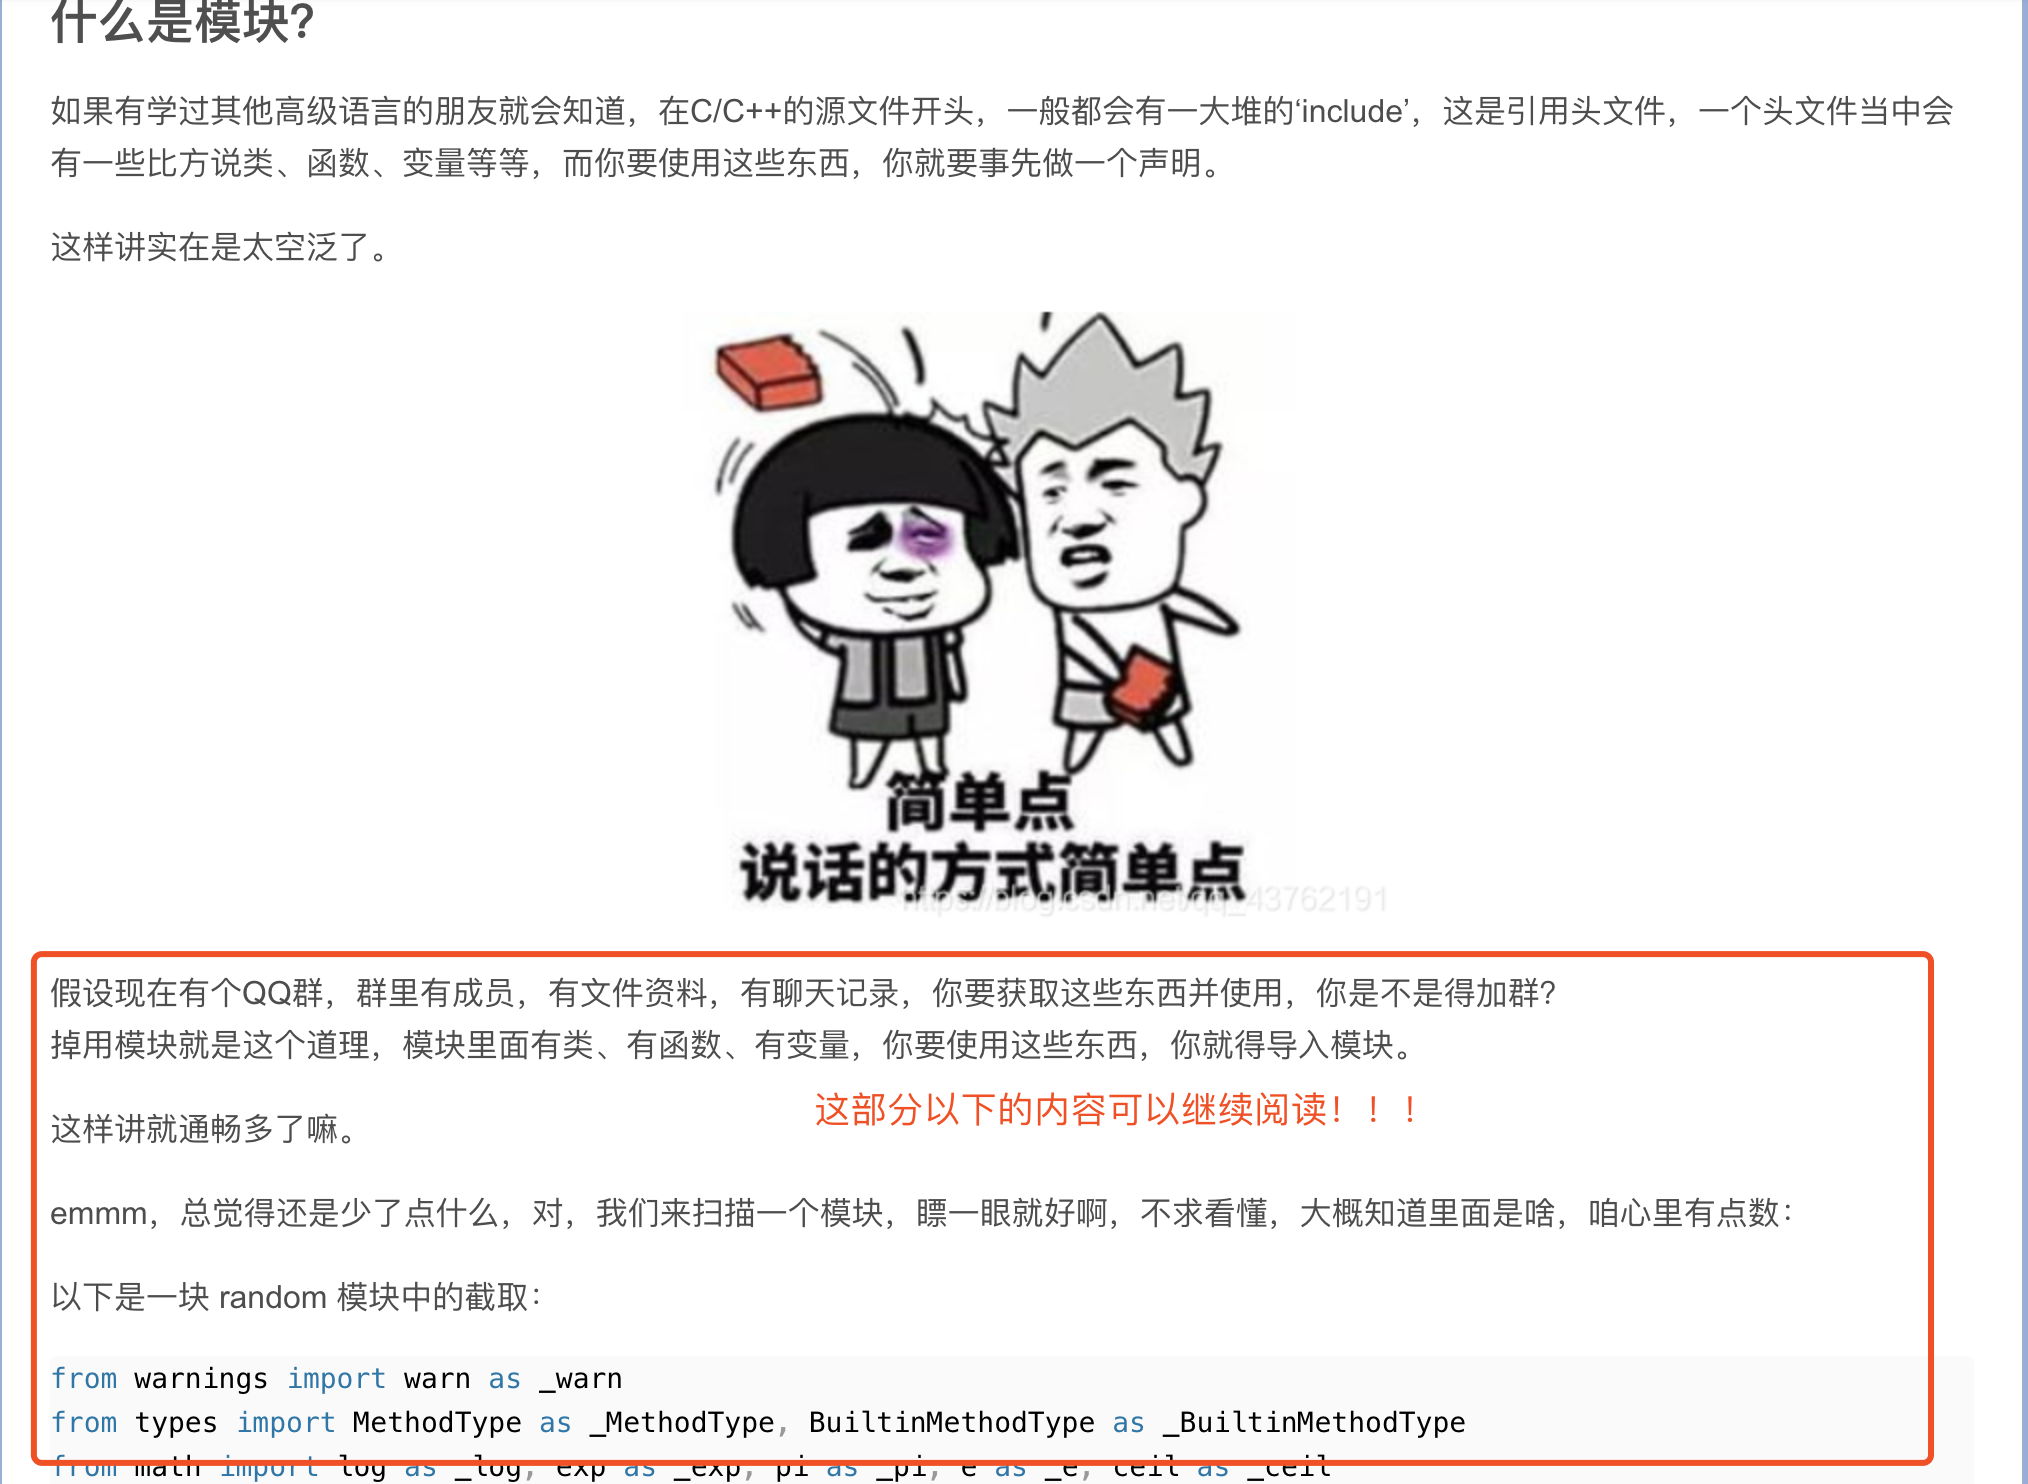 什么是模块?
如果有学过其他高级语言的朋友就会知道，在C/C++的源文件开头，一般都会有一大堆的‘include’，这是引用头文件，一个头文件当中会
有一些比方说类、函数、变量等等，而你要使用这些东西，你就要事先做一个声明。
这样讲实在是太空泛了。
简单点
说话的方式简单点
https://blog.csdn.net/qq_43762191
假设现在有个QQ群，群里有成员，有文件资料，有聊天记录，你要获取这些东西并使用，你是不是得加群？
掉用模块就是这个道理，模块里面有类、有函数、有变量，你要使用这些东西，你就得导入模块。
这部分以下的内容可以继续阅读！！！
这样讲就通畅多了嘛。
emmm，总觉得还是少了点什么，对，我们来扫描一个模块，瞟一眼就好啊，不求看懂，大概知道里面是啥，咱心里有点数：
以下是一块 random 模块中的截取：
from warnings import warn as _warn
from types import MethodType as _MethodType, BuiltinMethodType as _BuiltinMethodType
from math import log as _log, exp as _exp, pi as _pi, e as _e, ceil as _ceil